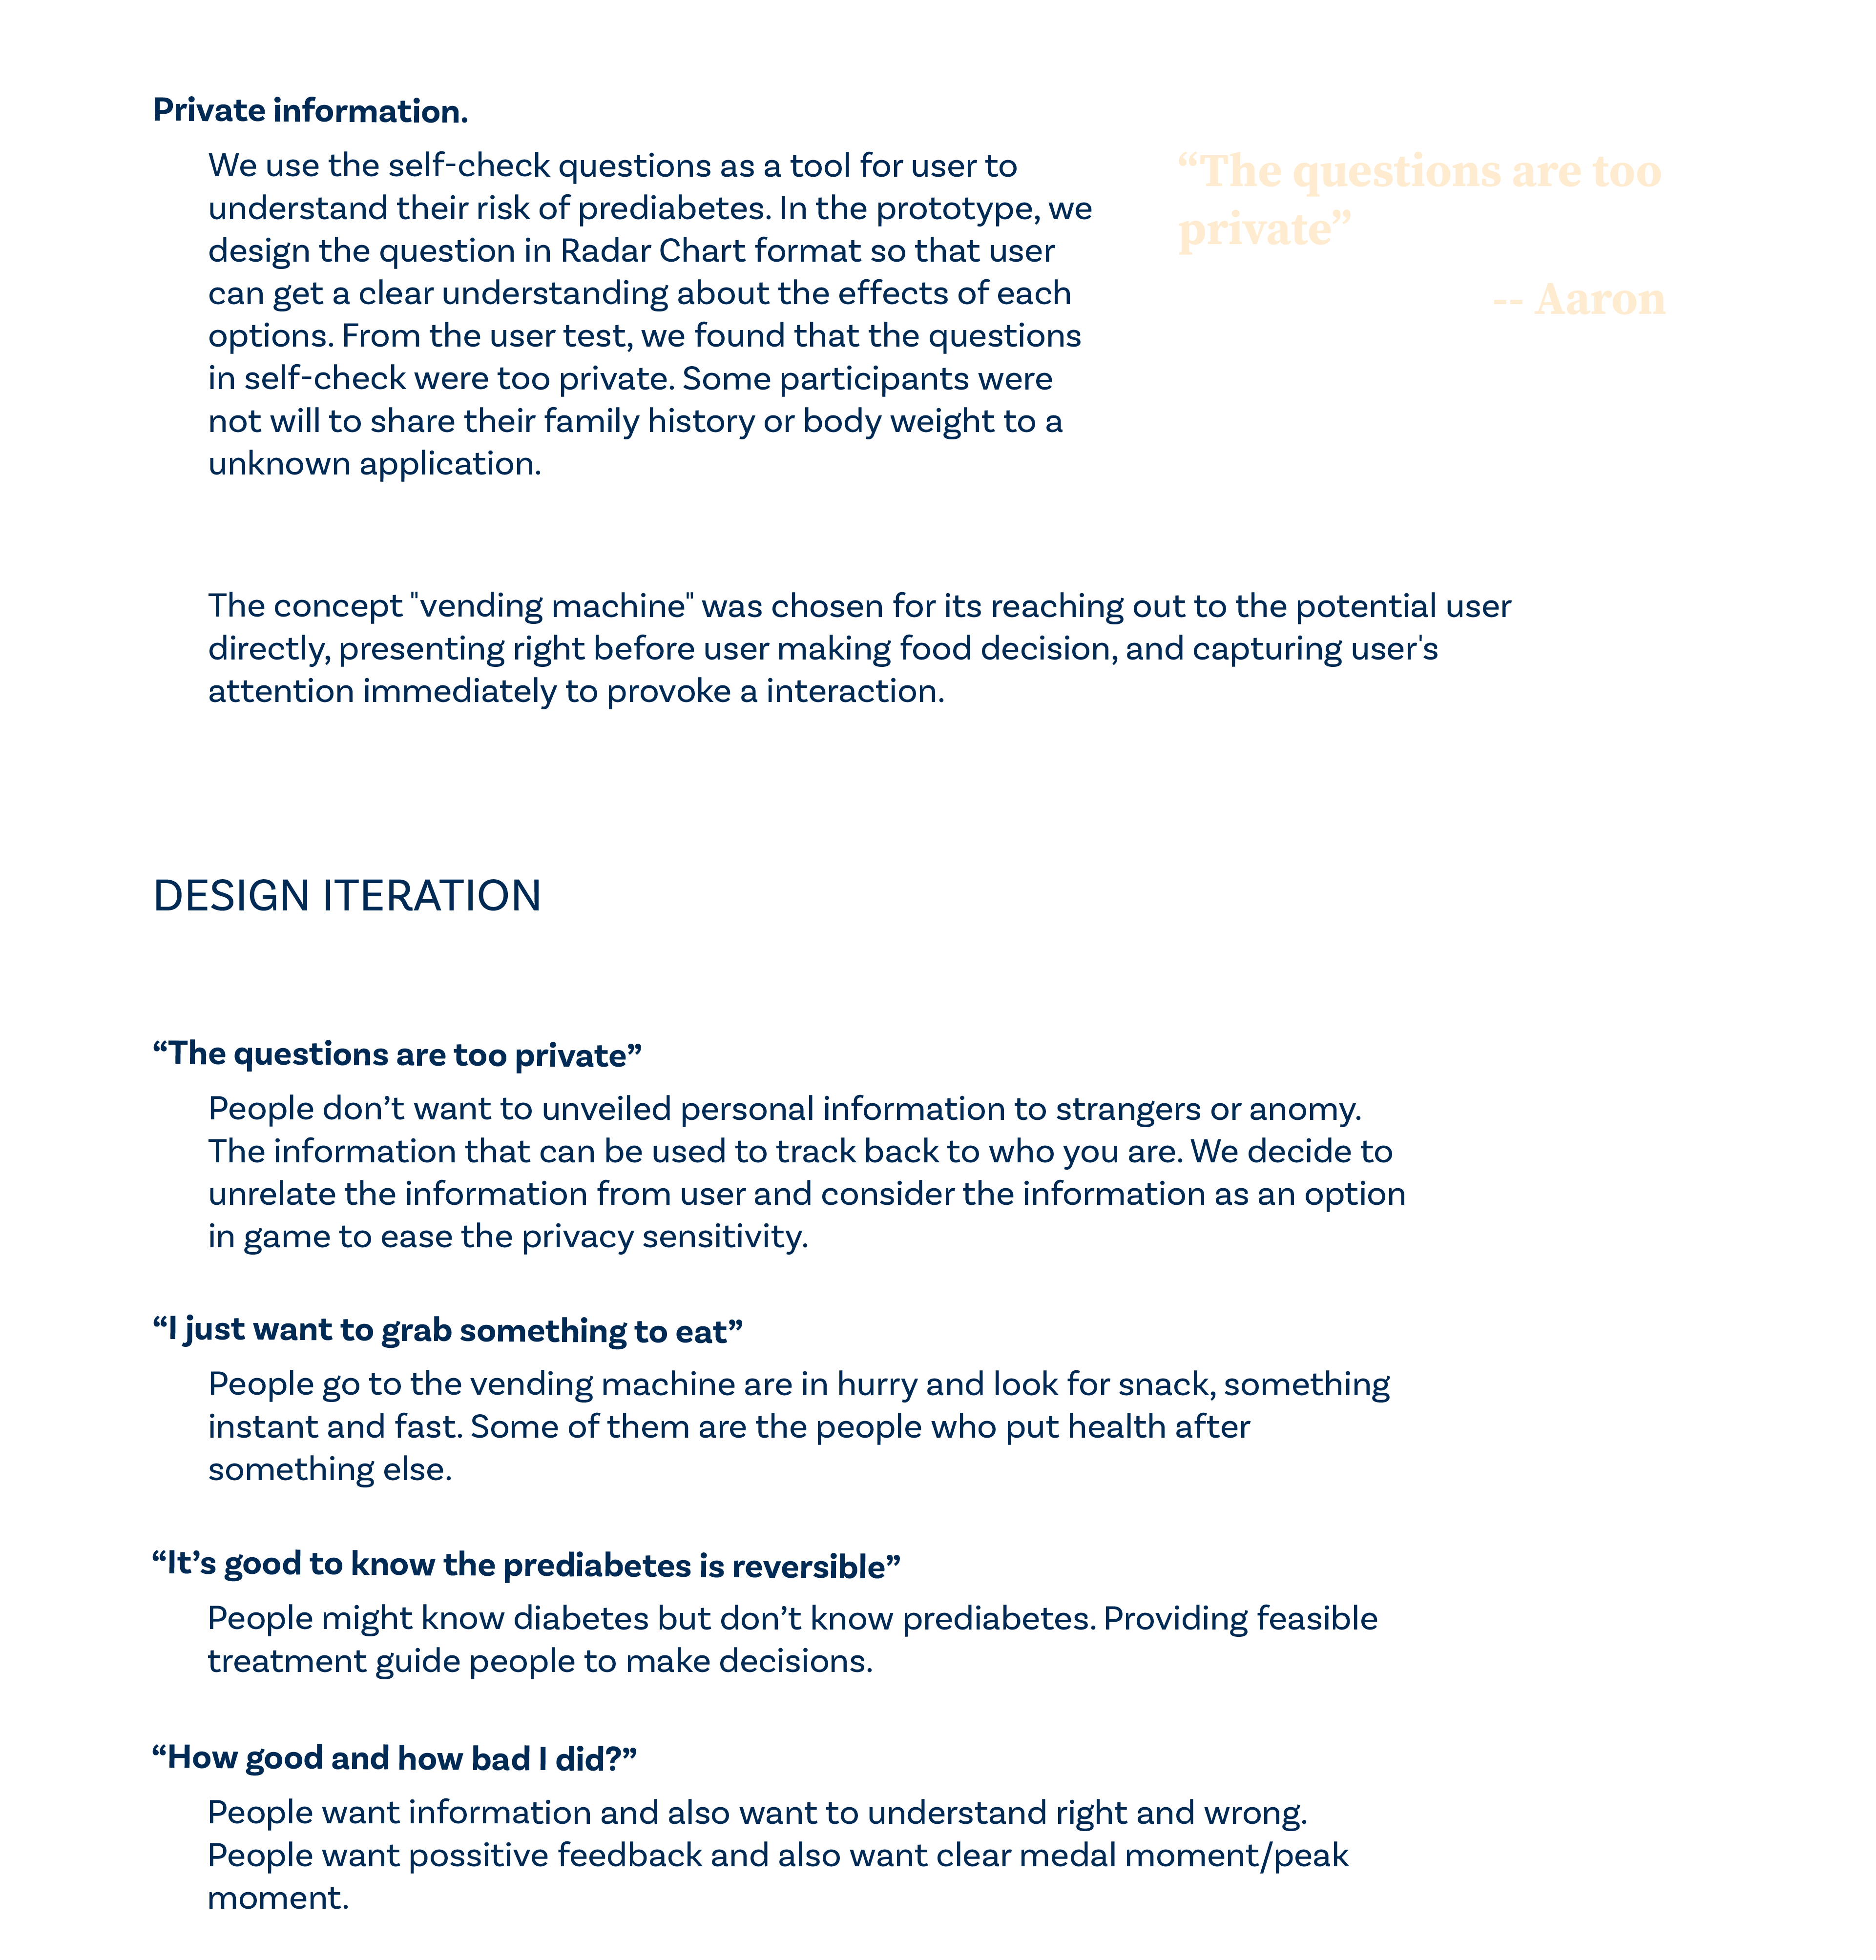 Private information.
We use the self-check questions as a tool for user to
understand their risk of prediabetes. In the prototype, we
design the question in Radar Chart format so that user
can get a clear understanding about the effects of each
options. From the user test, we found that the questions
in self-check were too private. Some participants were
not will to share their family history or body weight to a
unknown application.
“The questions are too
private”
-- Aaron
The concept "vending machine" was chosen for its reaching out to the potential user
directly, presenting right before user making food decision, and capturing user's
attention immediately to provoke a interaction.
DESIGN ITERATION
“The questions are too private”
People don’t want to unveiled personal information to strangers or anomy.
The information that can be used to track back to who you are. We decide to
unrelate the information from user and consider the information as an option
in game to ease the privacy sensitivity.
“I just want to grab something to eat”
People go to the vending machine are in hurry and look for snack, something
instant and fast. Some of them are the people who put health after
something else.
“It’s good to know the prediabetes is reversible”
People might know diabetes but don’t know prediabetes. Providing feasible
treatment guide people to make decisions.
“How good and how bad I did?”
People want information and also want to understand right and wrong.
People want possitive feedback and also want clear medal moment/peak
moment.